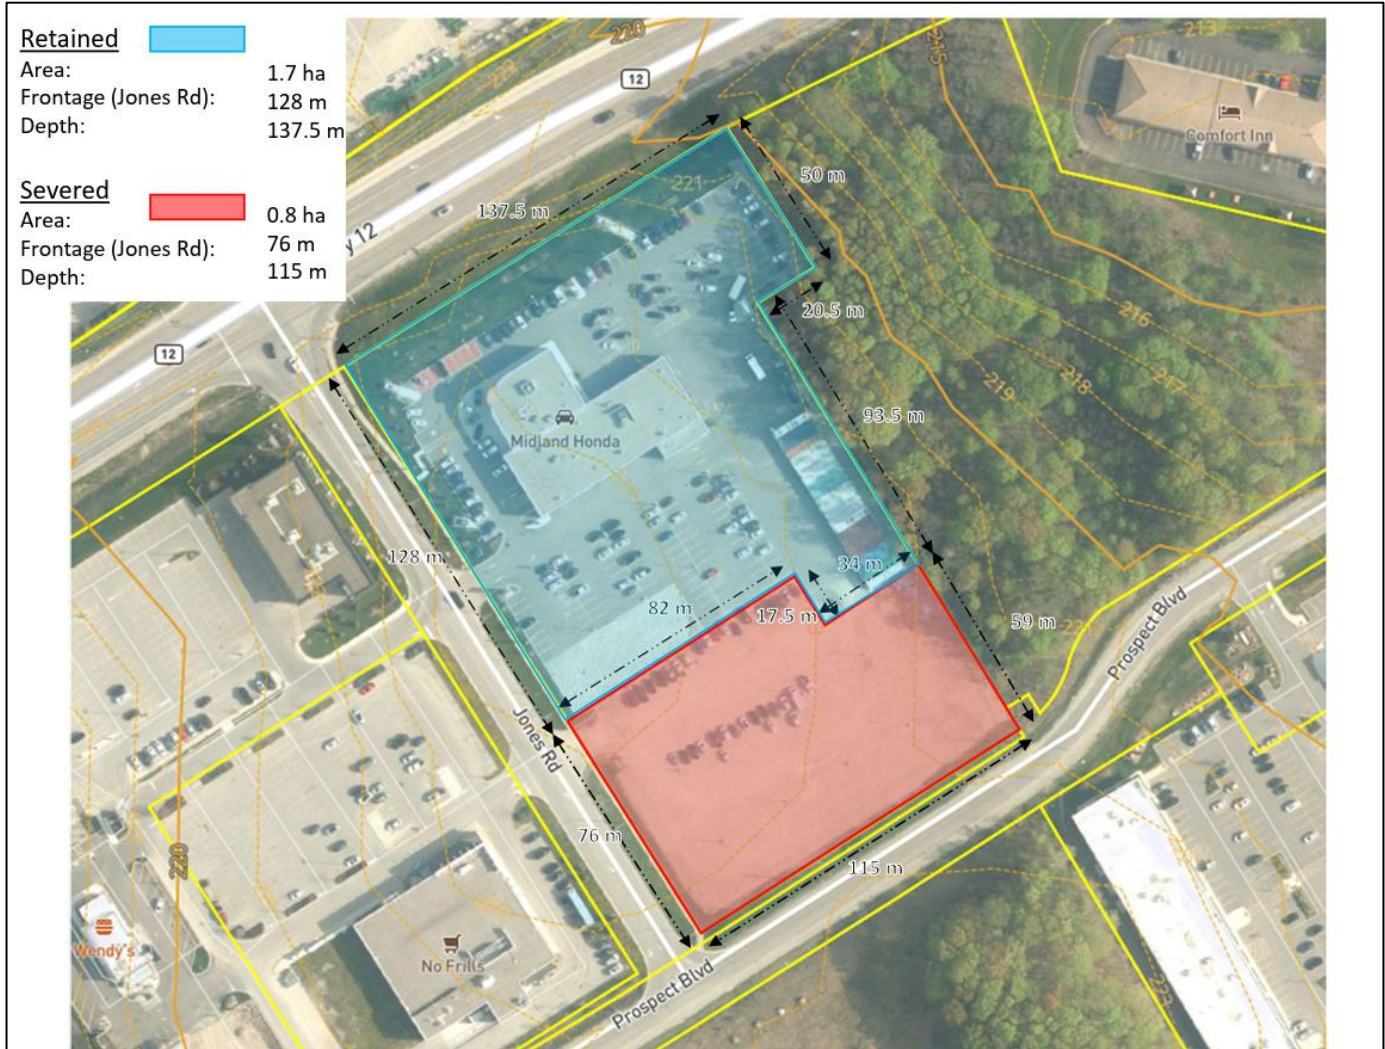 Retained
Area: 1.7 ha
Frontage (Jones Rd): 128 m
Depth: 137.5 m
Severed
Area: 0.8 ha
Frontage (Jones Rd): 76 m
Depth: 115 m
220
213
215
12
Comfort Inn
221
50 m
137.5 m
y 12
20.5 m
216
12
219
218
217
93.5 m
Midland Honda
128 m
34 m
82 m
17.5 m
59 m
Prospect Blvd
Jones Rd
76 m
220
115 m
Wendy's
No Frills
Prospect Blvd
223